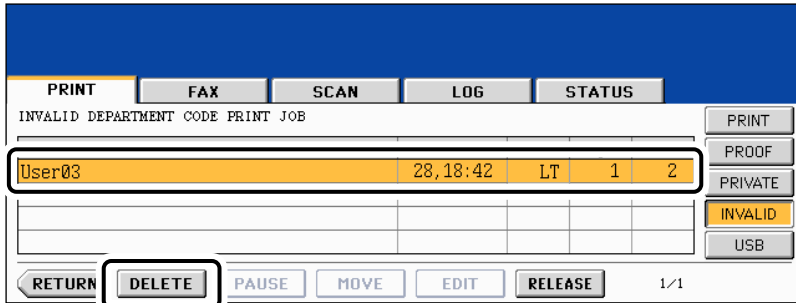 PRINT FAX SCAN LOG STATUS
INVALID DEPARTMENT CODE PRINT JOB
PRINT
PROOF
User03 28,18:42 LT 1 2
PRIVATE
INVALID
USB
RETURN DELETE PAUSE MOVE EDIT RELEASE 1/1